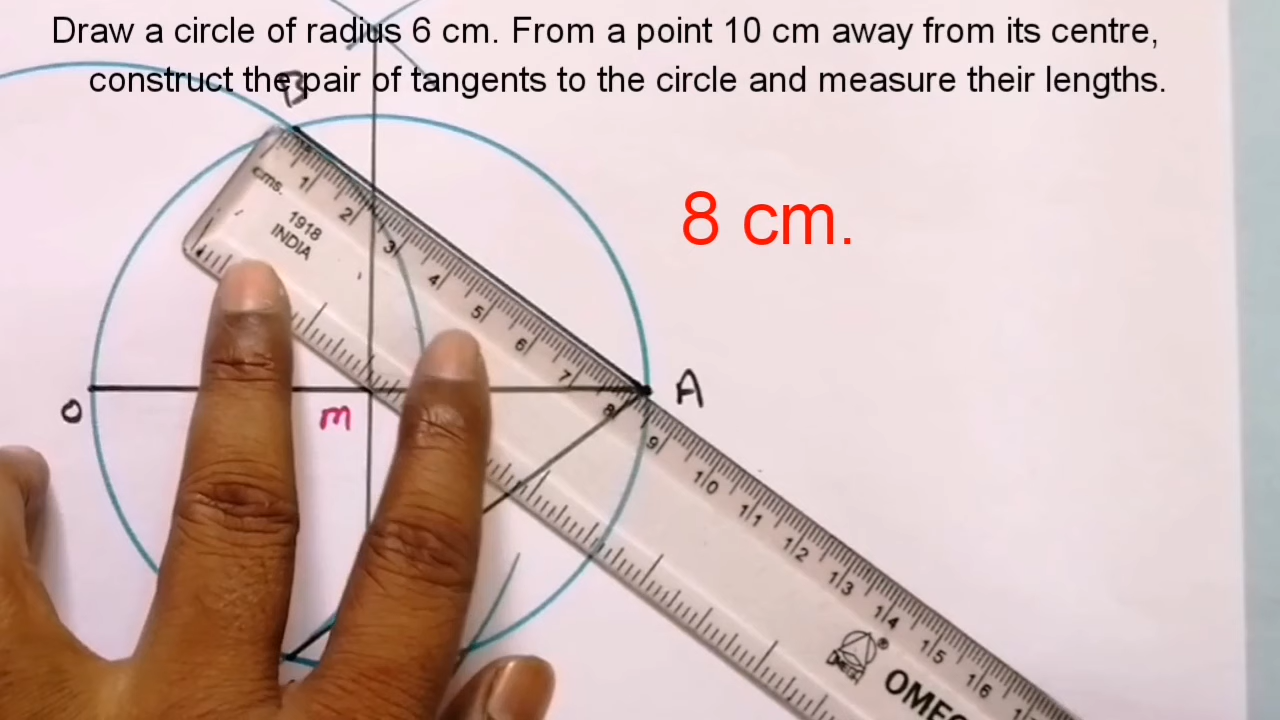 Draw a circle of radius 6 cm. From a point 10 cm away from its centre,
construct the pair of tangents to the circle and measure their lengths.
B
8 cm.
cms. 1 2 3 4 5 6 7 8 9 10 11 12 13 14 15 16
1918
INDIA
A
O
M
®